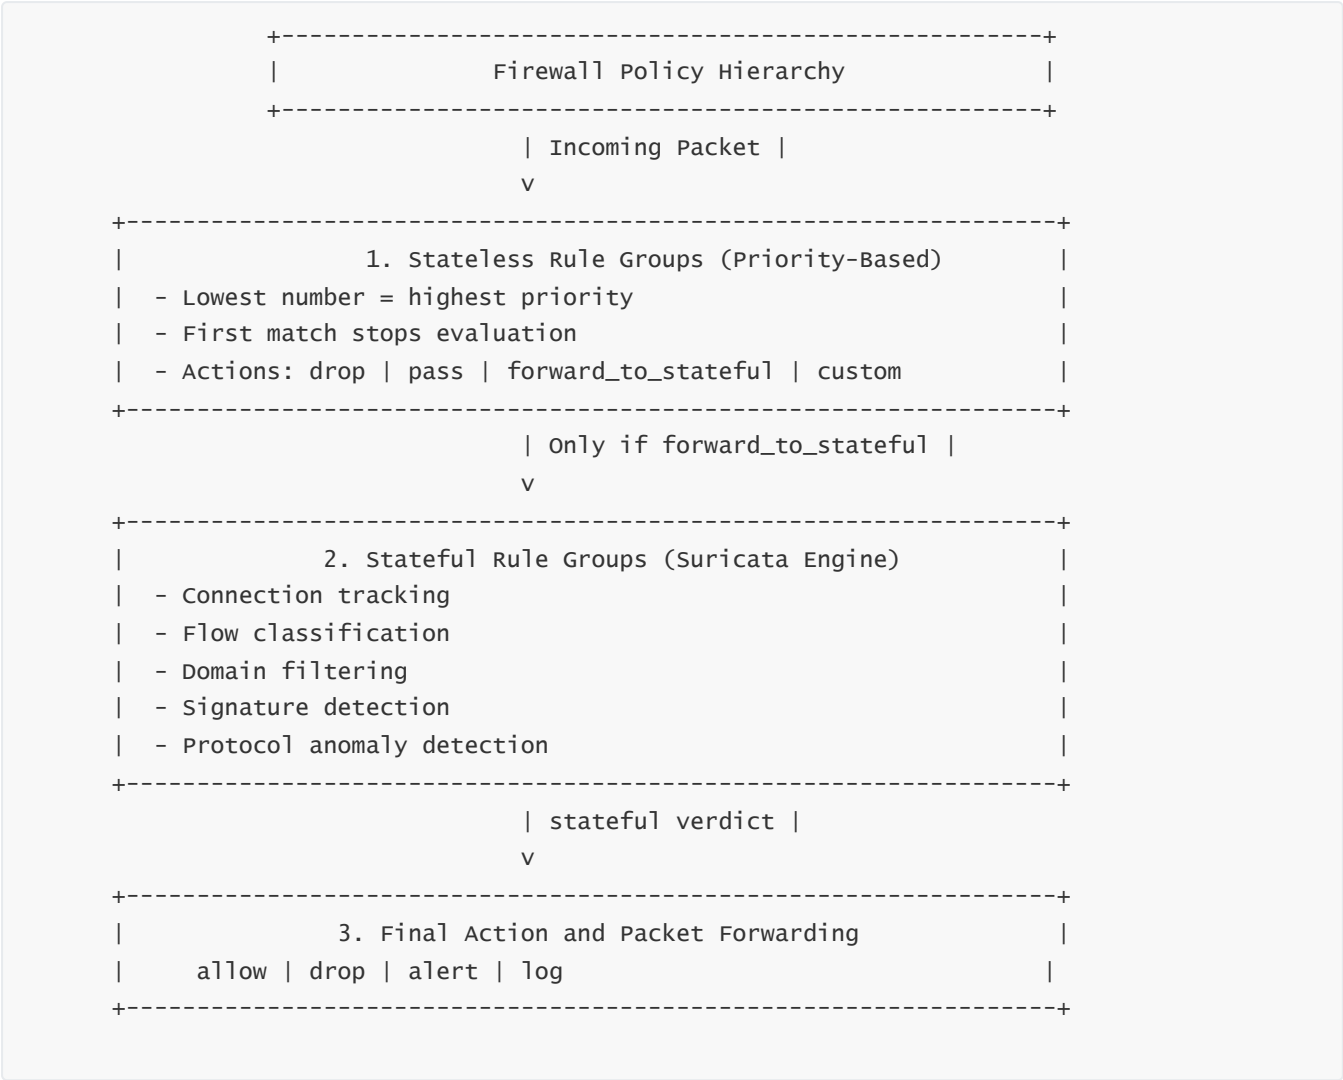 +------------------------------------------------------+
|               Firewall Policy Hierarchy              |
+------------------------------------------------------+
| Incoming Packet |
v
+------------------------------------------------------------------+
|                 1. Stateless Rule Groups (Priority-Based)        |
|  - Lowest number = highest priority                              |
|  - First match stops evaluation                                  |
|  - Actions: drop | pass | forward_to_stateful | custom           |
+------------------------------------------------------------------+
| Only if forward_to_stateful |
v
+------------------------------------------------------------------+
|              2. Stateful Rule Groups (Suricata Engine)           |
|  - Connection tracking                                           |
|  - Flow classification                                           |
|  - Domain filtering                                              |
|  - Signature detection                                           |
|  - Protocol anomaly detection                                    |
+------------------------------------------------------------------+
| stateful verdict |
v
+------------------------------------------------------------------+
|               3. Final Action and Packet Forwarding              |
|     allow | drop | alert | log                                  |
+------------------------------------------------------------------+